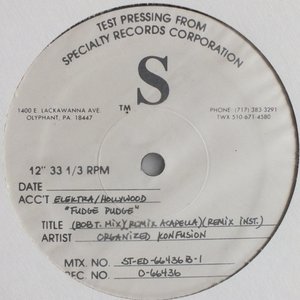 TEST PRESSING FROM
SPECIALTY RECORDS CORPORATION
S
TM
1400 E. LACKAWANNA AVE.
OLYPHANT, PA. 18447
PHONE: (717) 383-3291
TWX 510-671-4580
12" 33 1/3 RPM
DATE
ACC'T ELEKTRA/HOLLYWOOD
"FUDGE PUDGE"
TITLE (BOBT. MIX)(REMIX ACAPELLA)(REMIX INST.)
ARTIST ORGANIZED KONFUSION
MTX. NO. ST-ED-66436 B-1
REC. NO. 0-66436